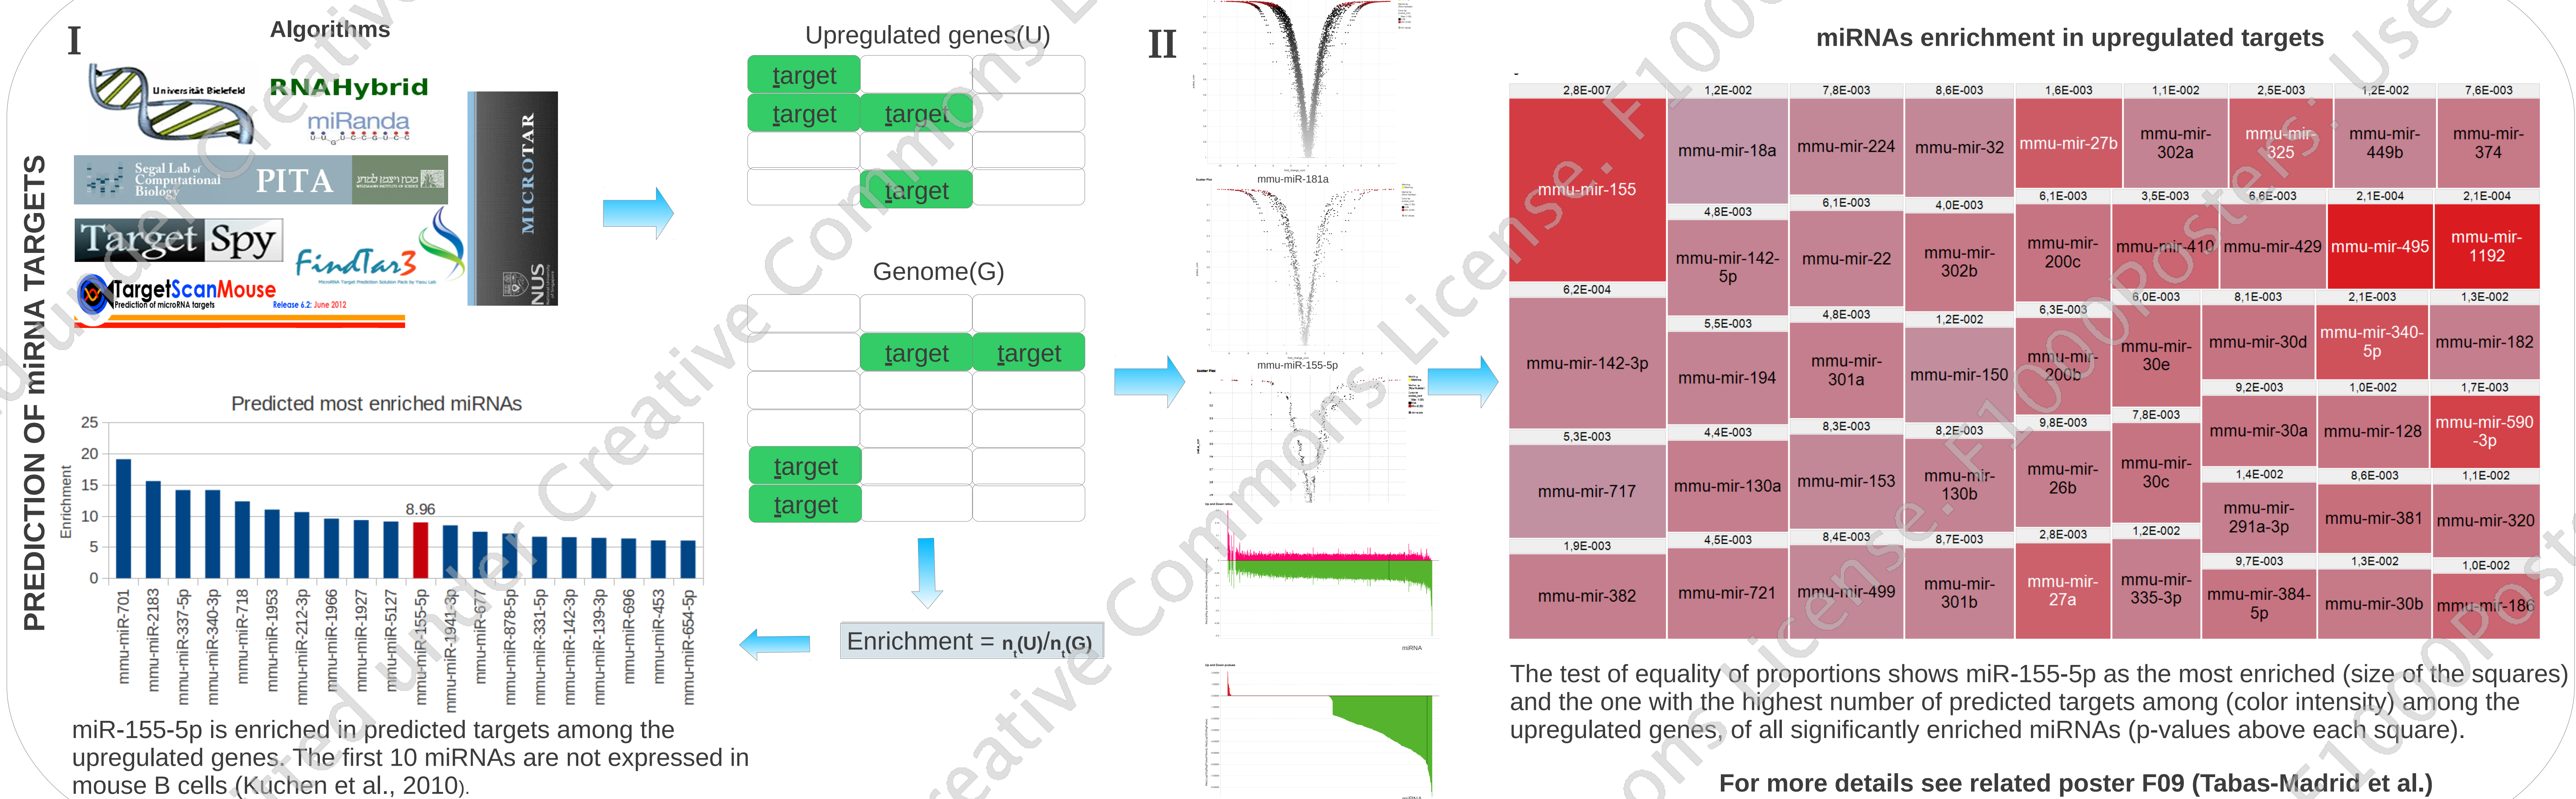 PREDICTION OF miRNA TARGETS
I
Algorithms
Universität Bielefeld
RNAHybrid
miRanda
Segal Lab of
Computational
Biology
PITA
MICROTAR
NUS
TargetSpy
FindTar3
TargetScanMouse
Prediction of microRNA targets
Release 6.2: June 2012
Upregulated genes(U)
target
target target
target
Genome(G)
target target
target
target
Enrichment = nt(U)/nt(G)
Predicted most enriched miRNAs
Enrichment
25
20
15
10
5
0
8.96
mmu-miR-701
mmu-miR-2183
mmu-miR-337-5p
mmu-miR-340-3p
mmu-miR-718
mmu-miR-1953
mmu-miR-212-3p
mmu-miR-1966
mmu-miR-1927
mmu-miR-5127
mmu-miR-155-5p
mmu-miR-1941-3p
mmu-miR-677
mmu-miR-878-5p
mmu-miR-331-5p
mmu-miR-142-3p
mmu-miR-139-3p
mmu-miR-696
mmu-miR-453
mmu-miR-654-5p
miR-155-5p is enriched in predicted targets among the
upregulated genes. The first 10 miRNAs are not expressed in
mouse B cells (Kuchen et al., 2010).
II
mmu-miR-181a
mmu-miR-155-5p
miRNA
miRNAs enrichment in upregulated targets
2,8E-007
mmu-mir-155
6,2E-004
mmu-mir-142-3p
5,3E-003
mmu-mir-717
1,9E-003
mmu-mir-382
1,2E-002
mmu-mir-18a
4,8E-003
mmu-mir-142-
5p
5,5E-003
mmu-mir-194
4,4E-003
mmu-mir-130a
4,5E-003
mmu-mir-721
7,8E-003
mmu-mir-224
6,1E-003
mmu-mir-22
4,8E-003
mmu-mir-
301a
8,3E-003
mmu-mir-153
8,4E-003
mmu-mir-499
8,6E-003
mmu-mir-32
4,0E-003
mmu-mir-
302b
1,2E-002
mmu-mir-150
8,2E-003
mmu-mir-
130b
8,7E-003
mmu-mir-
301b
1,6E-003
mmu-mir-27b
6,1E-003
mmu-mir-
200c
6,3E-003
mmu-mir-
200b
9,8E-003
mmu-mir-
26b
2,8E-003
mmu-mir-
27a
1,1E-002
mmu-mir-
302a
2,5E-003
mmu-mir-
325
1,2E-002
mmu-mir-
449b
7,6E-003
mmu-mir-
374
3,5E-003
mmu-mir-410
6,6E-003
mmu-mir-429
2,1E-004
mmu-mir-495
2,1E-004
mmu-mir-
1192
6,0E-003
mmu-mir-
30e
7,8E-003
mmu-mir-
30c
1,2E-002
mmu-mir-
335-3p
8,1E-003
mmu-mir-30d
9,2E-003
mmu-mir-30a
1,4E-002
mmu-mir-
291a-3p
9,7E-003
mmu-mir-384-
5p
2,1E-003
mmu-mir-340-
5p
1,0E-002
mmu-mir-128
8,6E-003
mmu-mir-381
1,3E-002
mmu-mir-30b
1,3E-002
mmu-mir-182
1,7E-003
mmu-mir-590
-3p
1,1E-002
mmu-mir-320
1,0E-002
mmu-mir-186
The test of equality of proportions shows miR-155-5p as the most enriched (size of the squares)
and the one with the highest number of predicted targets among (color intensity) among the
upregulated genes, of all significantly enriched miRNAs (p-values above each square).
For more details see related poster F09 (Tabas-Madrid et al.)